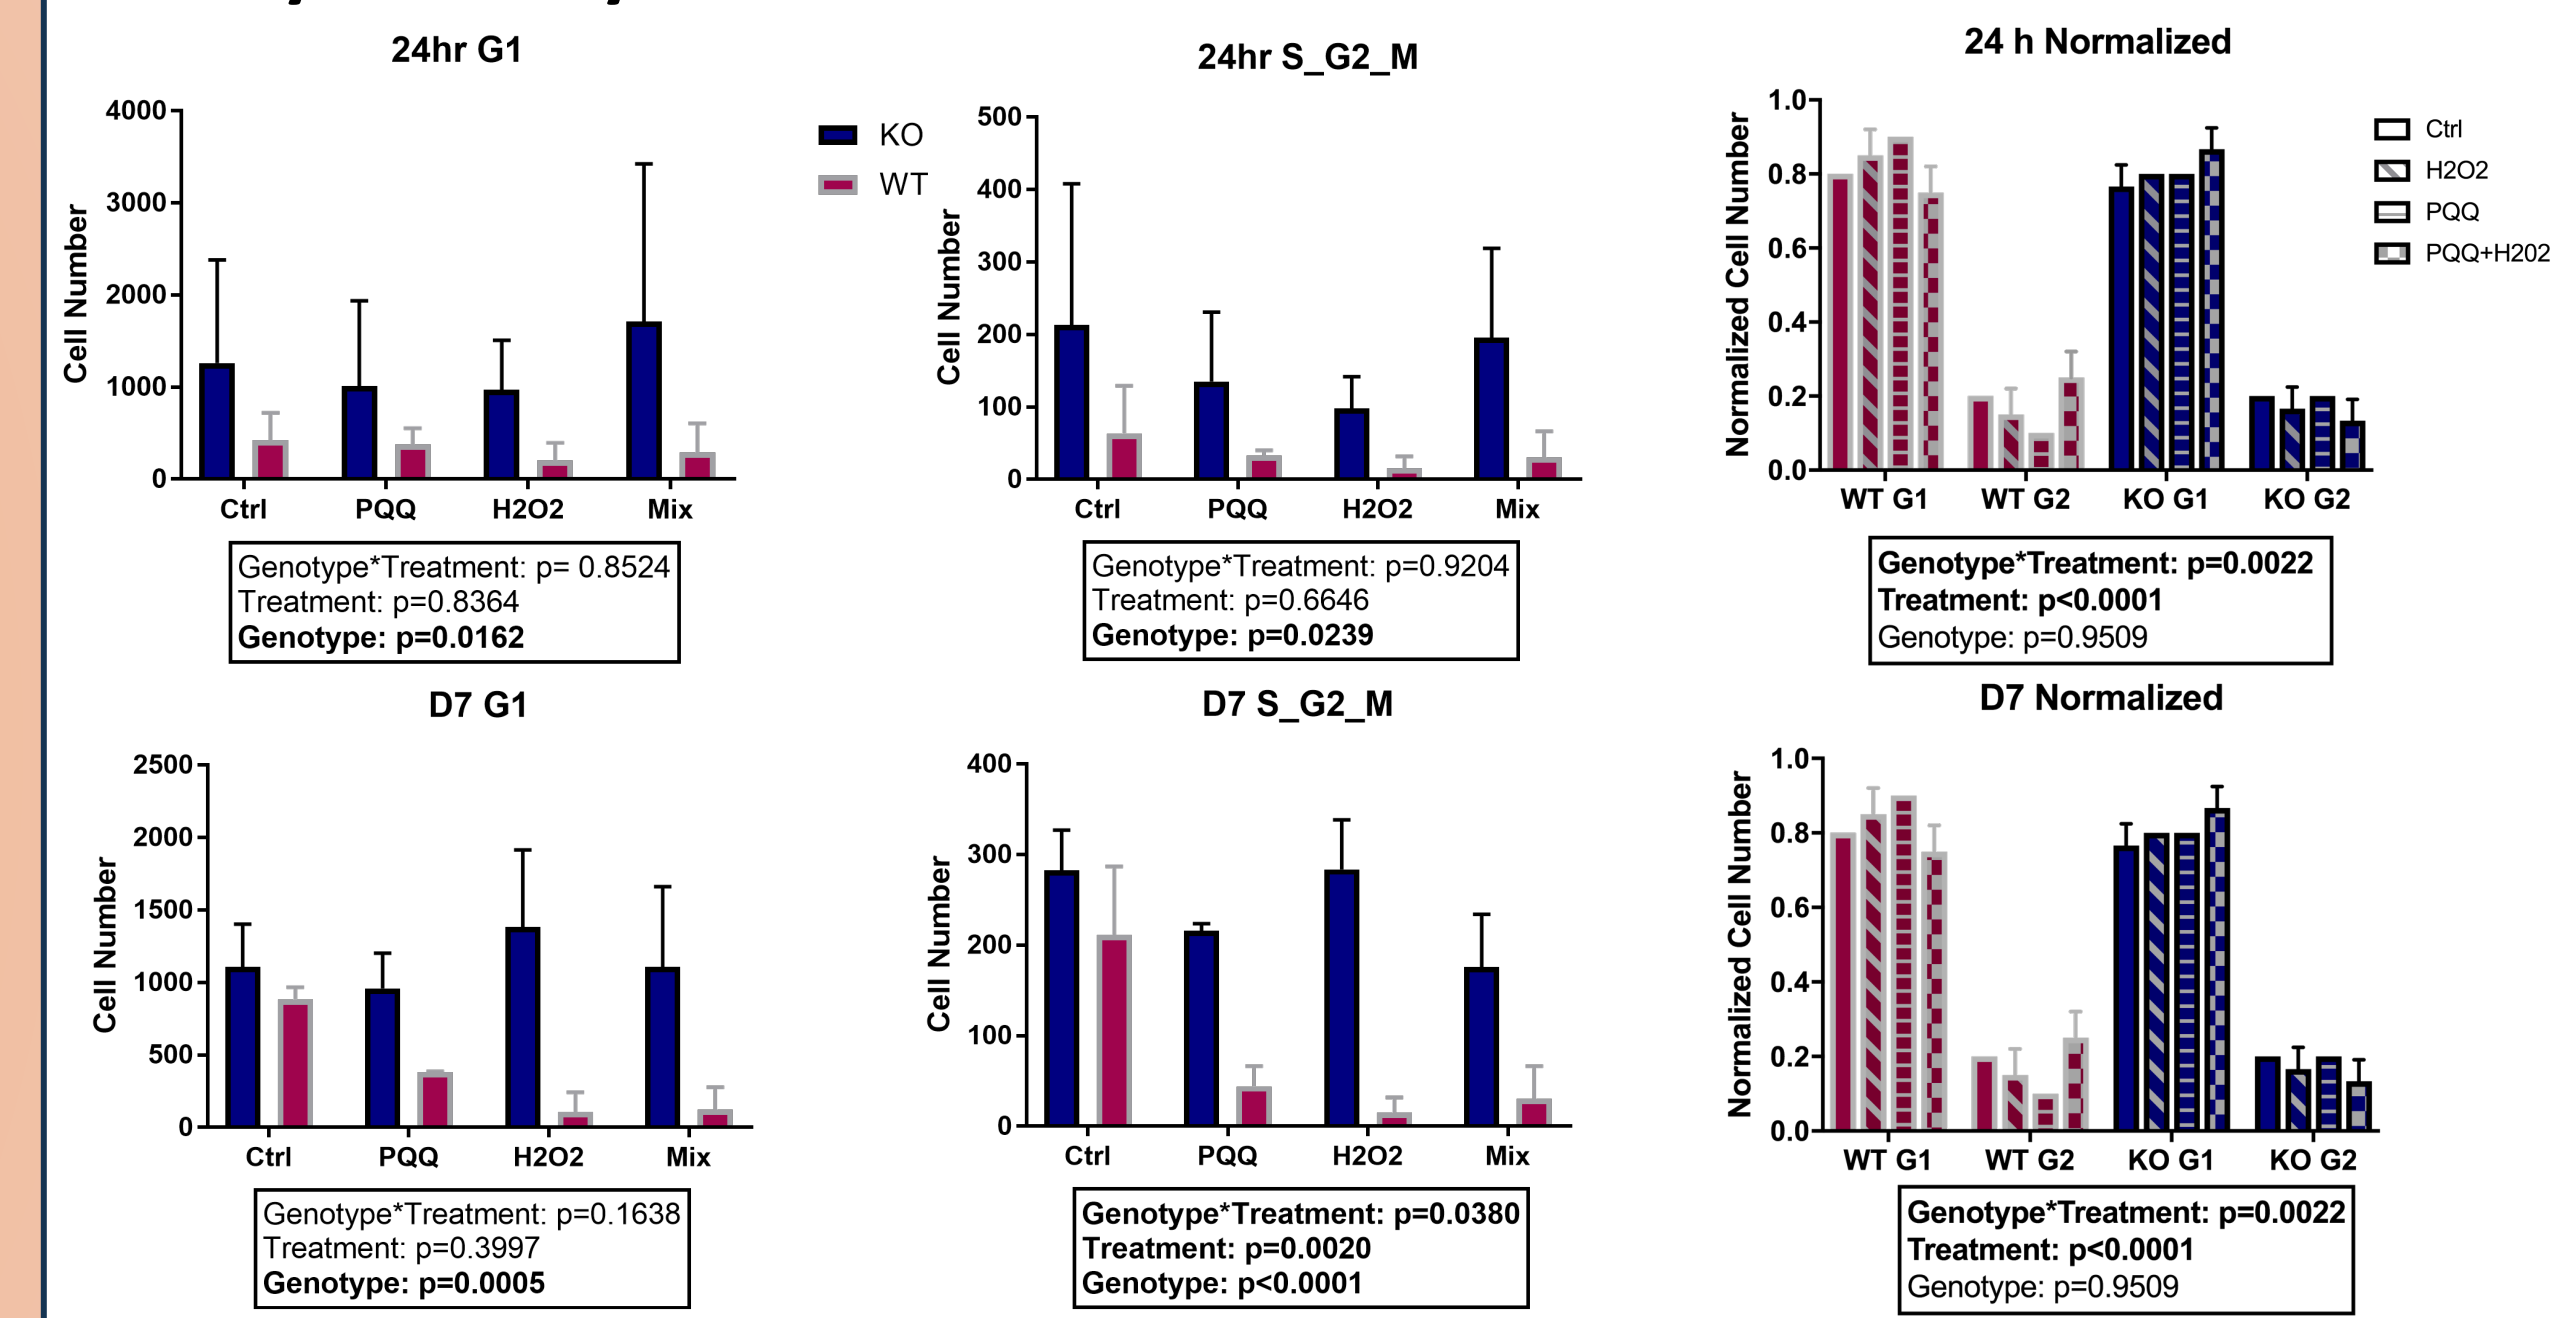 24hr G1
4000
3000
2000
1000
0
Cell Number
Ctrl
PQQ
H2O2
Mix
KO
WT
Genotype*Treatment: p= 0.8524
Treatment: p=0.8364
Genotype: p=0.0162
24hr S_G2_M
500
400
300
200
100
0
Cell Number
Ctrl
PQQ
H2O2
Mix
Genotype*Treatment: p=0.9204
Treatment: p=0.6646
Genotype: p=0.0239
24 h Normalized
1.0
0.8
0.6
0.4
0.2
0.0
Normalized Cell Number
WT G1
WT G2
KO G1
KO G2
Ctrl
H2O2
PQQ
PQQ+H202
Genotype*Treatment: p=0.0022
Treatment: p<0.0001
Genotype: p=0.9509
D7 G1
2500
2000
1500
1000
500
0
Cell Number
Ctrl
PQQ
H2O2
Mix
Genotype*Treatment: p=0.1638
Treatment: p=0.3997
Genotype: p=0.0005
D7 S_G2_M
400
300
200
100
0
Cell Number
Ctrl
PQQ
H2O2
Mix
Genotype*Treatment: p=0.0380
Treatment: p=0.0020
Genotype: p<0.0001
D7 Normalized
1.0
0.8
0.6
0.4
0.2
0.0
Normalized Cell Number
WT G1
WT G2
KO G1
KO G2
Genotype*Treatment: p=0.0022
Treatment: p<0.0001
Genotype: p=0.9509